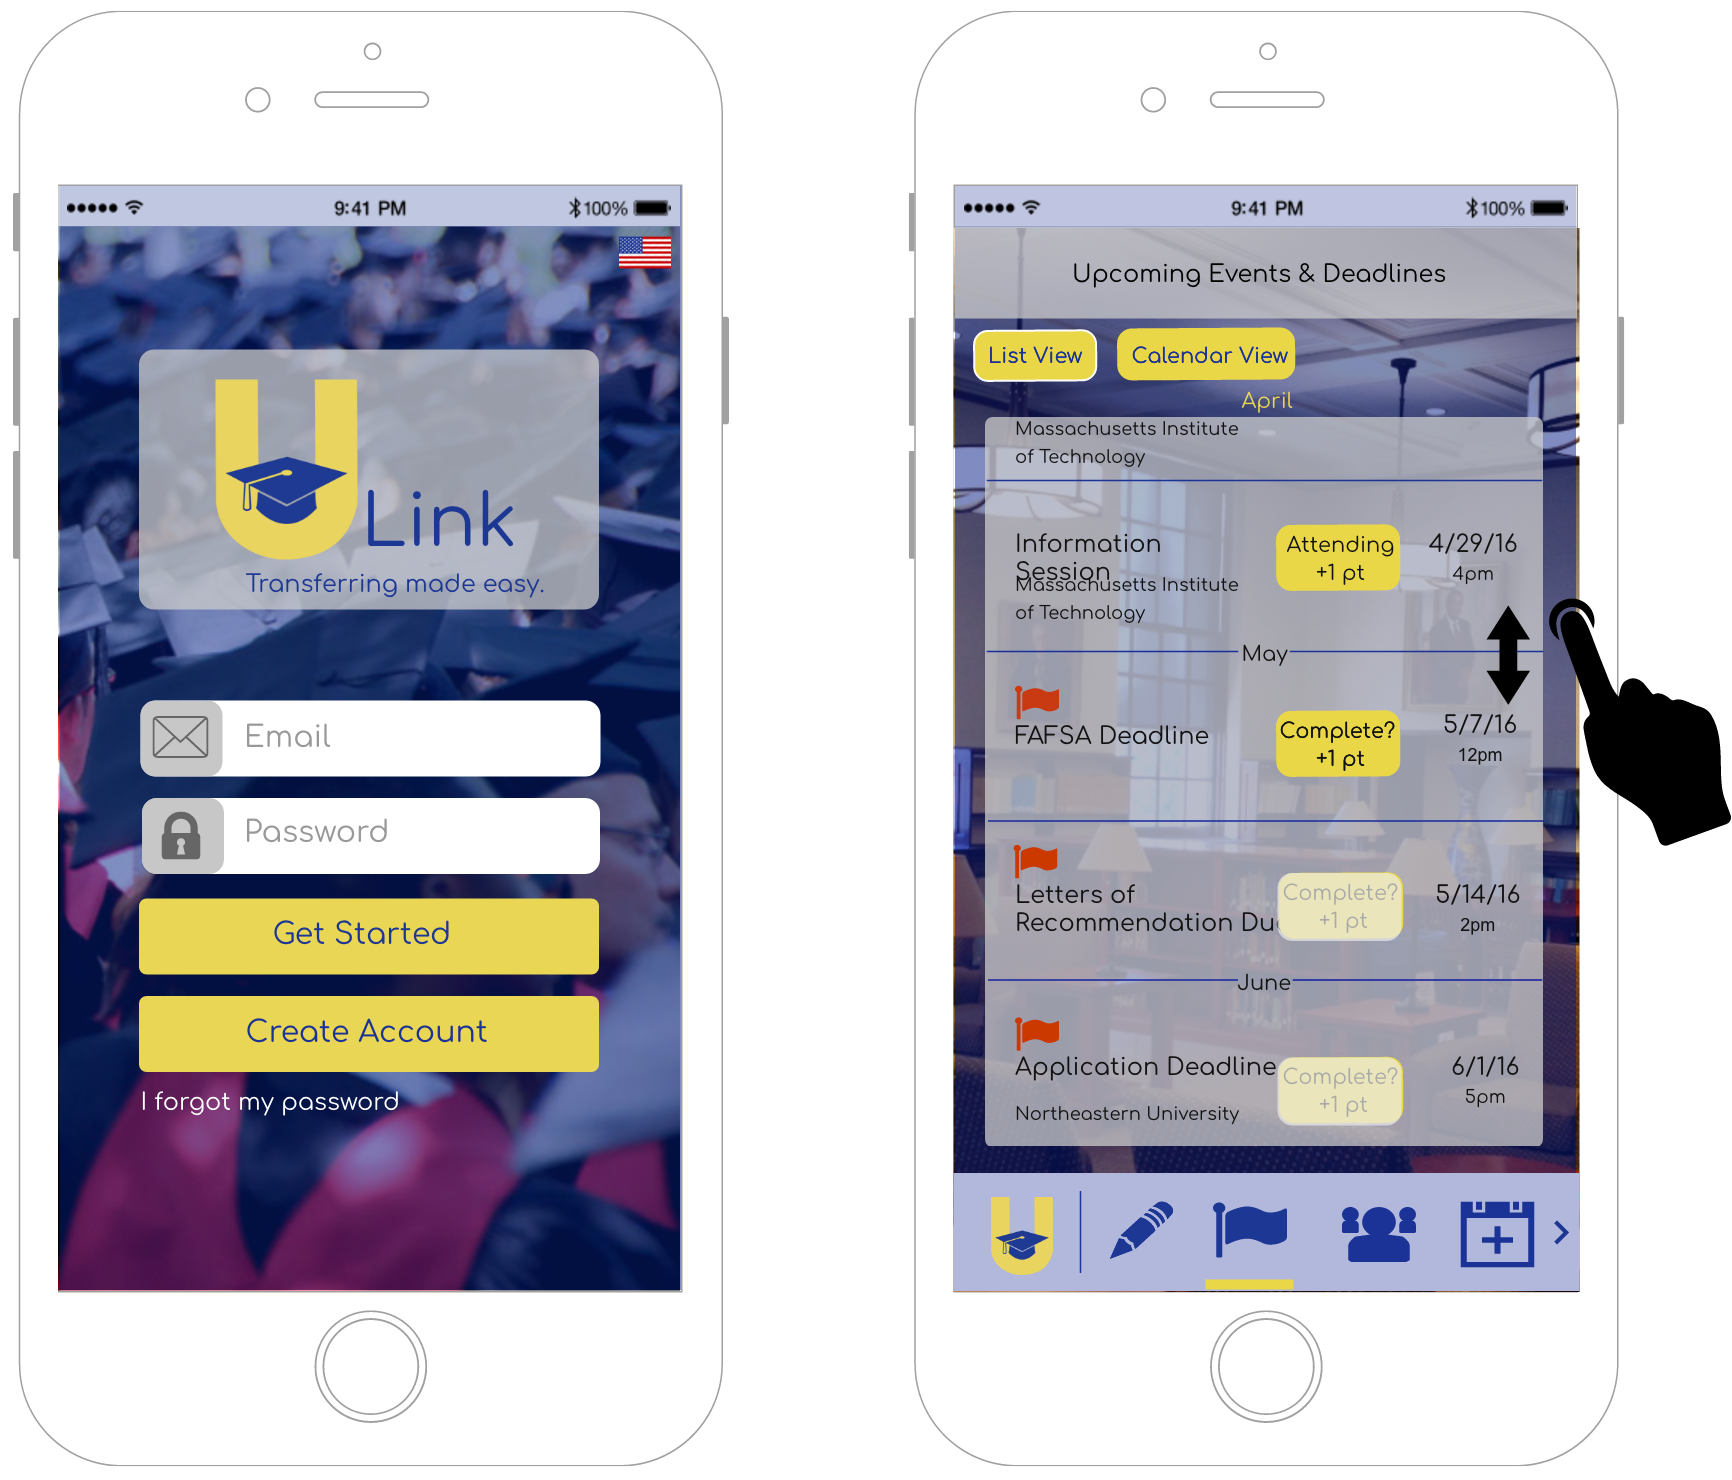 9:41 PM
100%
U Link
Transferring made easy.
Email
Password
Get Started
Create Account
I forgot my password
9:41 PM
100%
Upcoming Events & Deadlines
List View
Calendar View
April
Massachusetts Institute
of Technology
Information
Session
Attending
+1 pt
4/29/16
4pm
Massachusetts Institute
of Technology
May
FAFSA Deadline
Complete?
+1 pt
5/7/16
12pm
Letters of
Recommendation Du
Complete?
+1 pt
5/14/16
2pm
June
Application Deadline
Complete?
+1 pt
6/1/16
5pm
Northeastern University
U